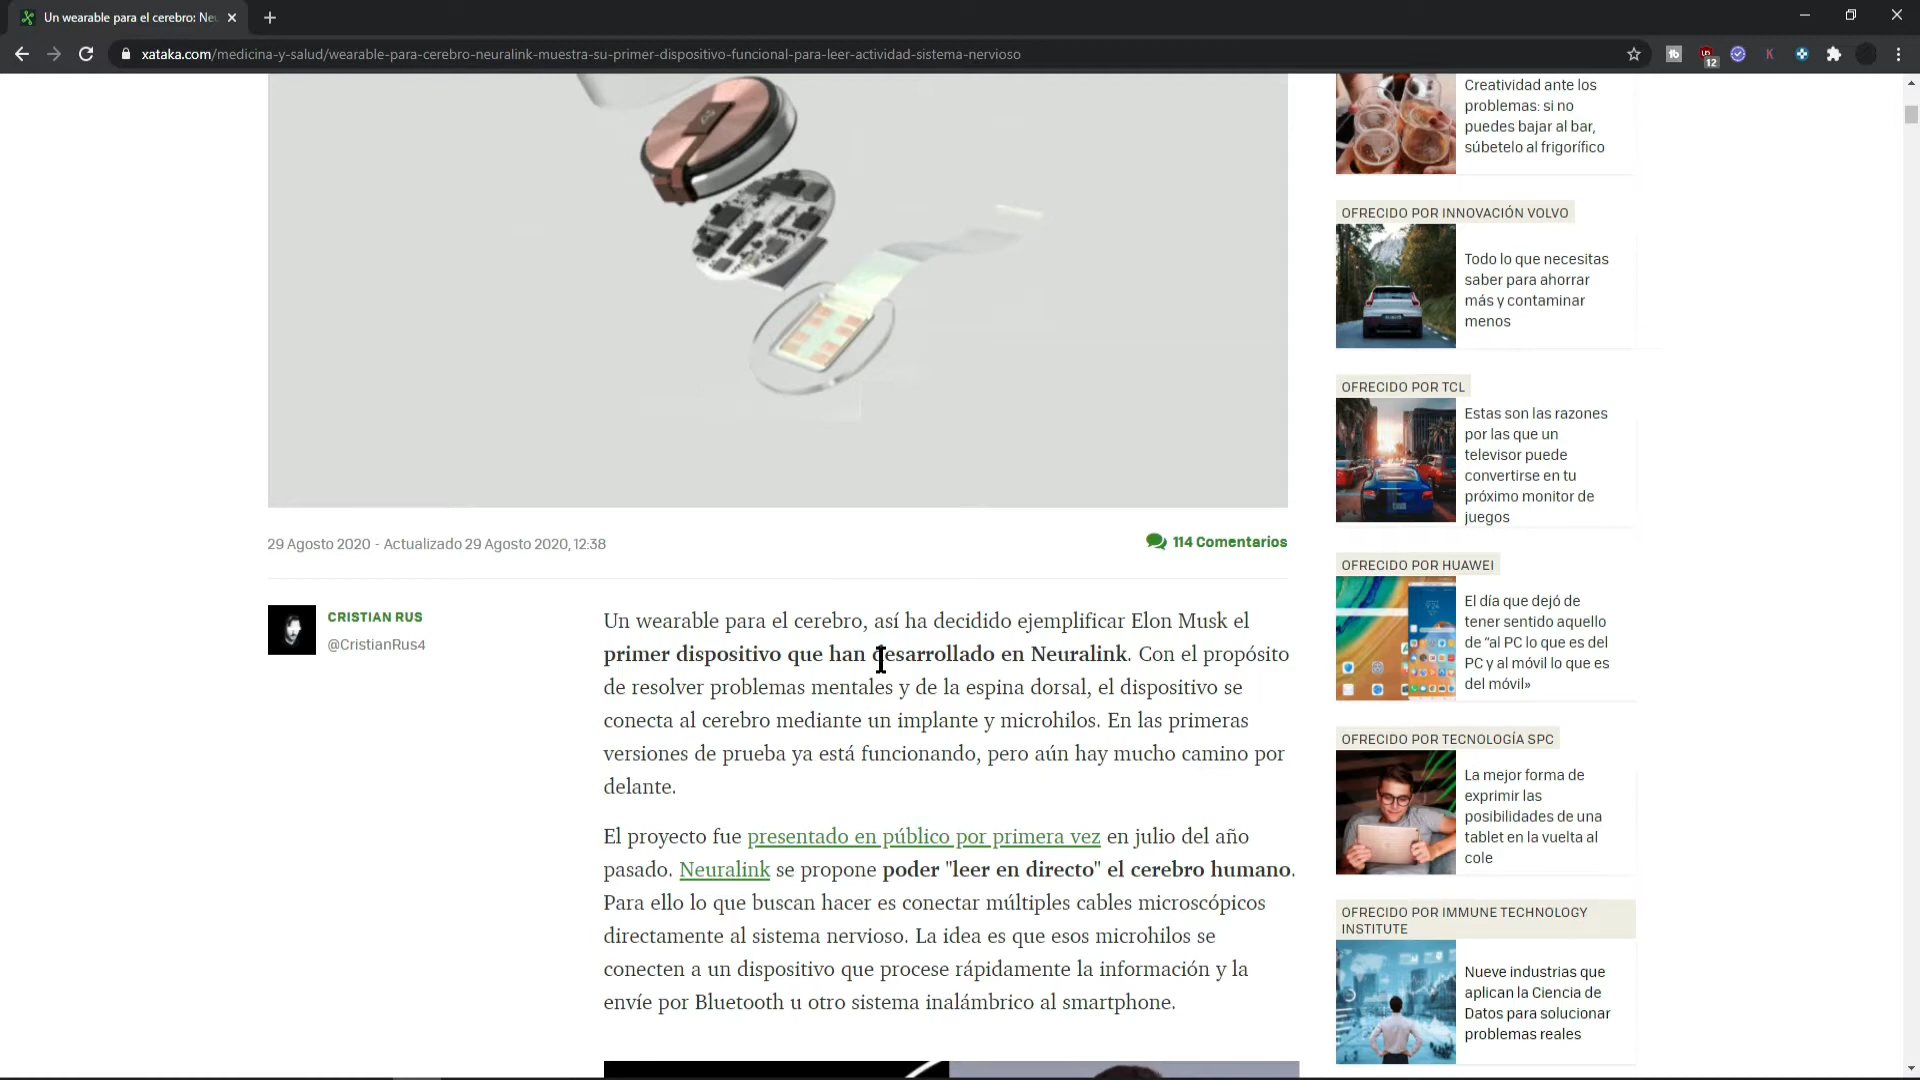 Un wearable para el cerebro: Neu
xataka.com/medicina-y-salud/wearable-para-cerebro-neuralink-muestra-su-primer-dispositivo-funcional-para-leer-actividad-sistema-nervioso
12
29 Agosto 2020 - Actualizado 29 Agosto 2020, 12:38
114 Comentarios
CRISTIAN RUS
@CristianRus4
Un wearable para el cerebro, así ha decidido ejemplificar Elon Musk el
primer dispositivo que han desarrollado en Neuralink. Con el propósito
de resolver problemas mentales y de la espina dorsal, el dispositivo se
conecta al cerebro mediante un implante y microhilos. En las primeras
versiones de prueba ya está funcionando, pero aún hay mucho camino por
delante.
El proyecto fue presentado en público por primera vez en julio del año
pasado. Neuralink se propone poder "leer en directo" el cerebro humano.
Para ello lo que buscan hacer es conectar múltiples cables microscópicos
directamente al sistema nervioso. La idea es que esos microhilos se
conecten a un dispositivo que procese rápidamente la información y la
envíe por Bluetooth u otro sistema inalámbrico al smartphone.
Creatividad ante los
problemas: si no
puedes bajar al bar,
súbetelo al frigorífico
OFRECIDO POR INNOVACIÓN VOLVO
Todo lo que necesitas
saber para ahorrar
más y contaminar
menos
OFRECIDO POR TCL
Estas son las razones
por las que un
televisor puede
convertirse en tu
próximo monitor de
juegos
OFRECIDO POR HUAWEI
El día que dejó de
tener sentido aquello
de “al PC lo que es del
PC y al móvil lo que es
del móvil»
OFRECIDO POR TECNOLOGÍA SPC
La mejor forma de
exprimir las
posibilidades de una
tablet en la vuelta al
cole
OFRECIDO POR IMMUNE TECHNOLOGY
INSTITUTE
Nueve industrias que
aplican la Ciencia de
Datos para solucionar
problemas reales